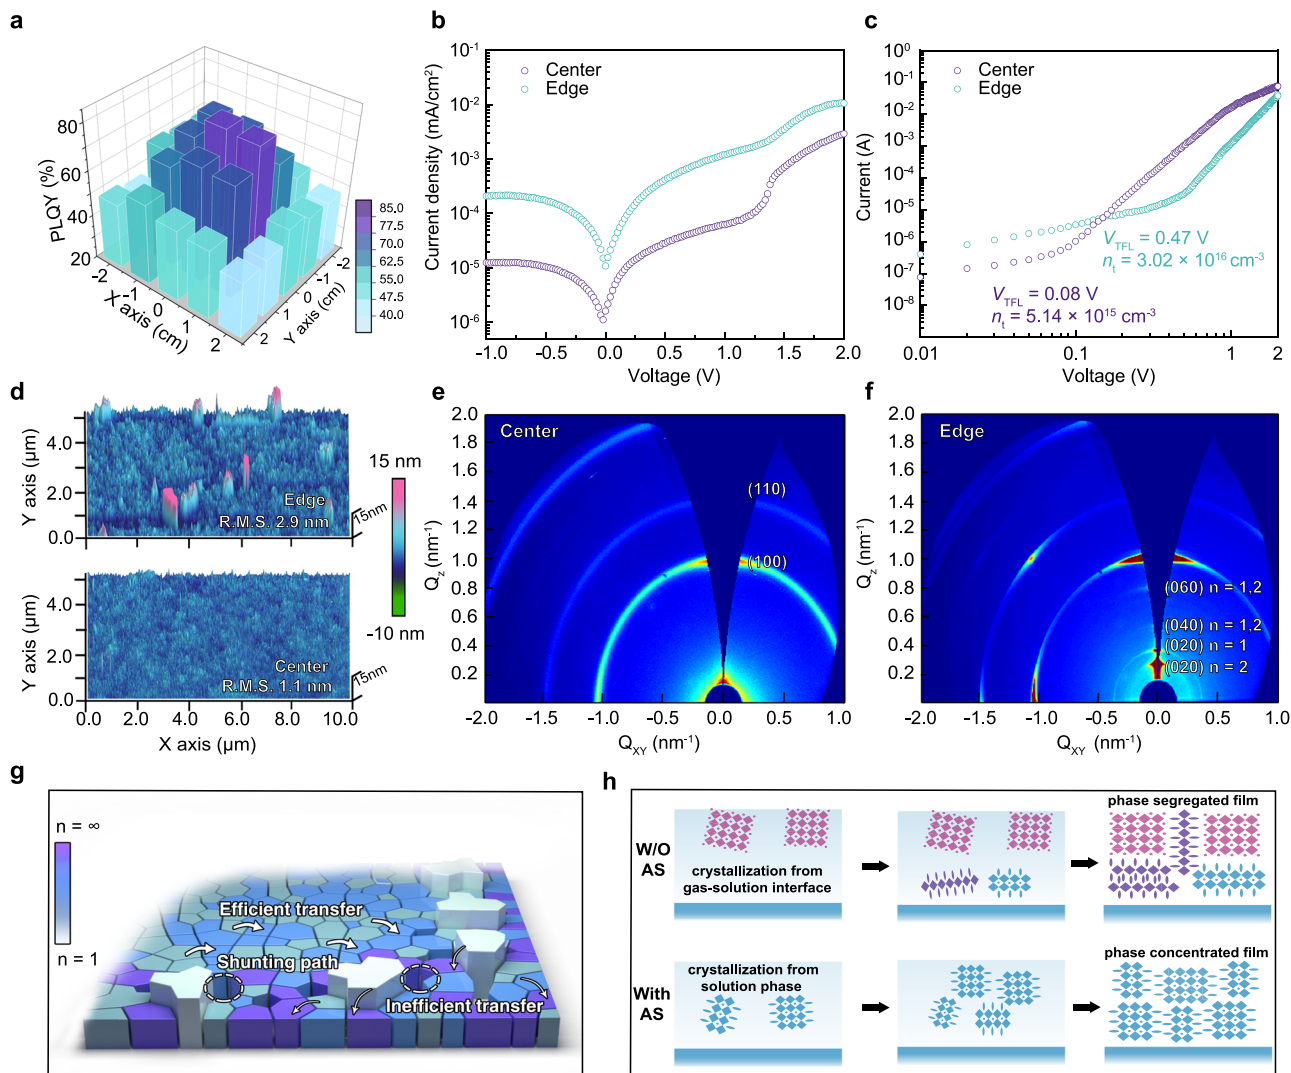 a
PLQY (%)
80
60
40
20
-2
-1
0
1
2
X axis (cm)
2
1
0
-1
-2
Y axis (cm)
85.0
77.5
70.0
62.5
55.0
47.5
40.0
b
Current density (mA/cm²)
10⁻¹
10⁻²
10⁻³
10⁻⁴
10⁻⁵
10⁻⁶
Center
Edge
-1.0
-0.5
0.0
0.5
1.0
1.5
2.0
Voltage (V)
c
Current (A)
10⁰
10⁻¹
10⁻²
10⁻³
10⁻⁴
10⁻⁵
10⁻⁶
10⁻⁷
10⁻⁸
Center
Edge
V_TFL = 0.47 V
n_t = 3.02 × 10¹⁶ cm⁻³
V_TFL = 0.08 V
n_t = 5.14 × 10¹⁵ cm⁻³
0.01
0.1
1
2
Voltage (V)
d
Y axis (µm)
4.0
2.0
0.0
Edge
R.M.S. 2.9 nm
15nm
Y axis (µm)
4.0
2.0
0.0
Center
R.M.S. 1.1 nm
15nm
0.0
2.0
4.0
6.0
8.0
10.0
X axis (µm)
15 nm
-10 nm
e
Center
Q_z (nm⁻¹)
2.0
1.8
1.6
1.4
1.2
1.0
0.8
0.6
0.4
0.2
(110)
(100)
-2.0
-1.5
-1.0
-0.5
0.0
0.5
1.0
Q_XY (nm⁻¹)
f
Edge
Q_z (nm⁻¹)
2.0
1.8
1.6
1.4
1.2
1.0
0.8
0.6
0.4
0.2
(060) n = 1,2
(040) n = 1,2
(020) n = 1
(020) n = 2
-2.0
-1.5
-1.0
-0.5
0.0
0.5
1.0
Q_XY (nm⁻¹)
g
n = ∞
n = 1
Efficient transfer
Shunting path
Inefficient transfer
h
W/O
AS
crystallization from
gas-solution interface
phase segregated film
With
AS
crystallization from
solution phase
phase concentrated film